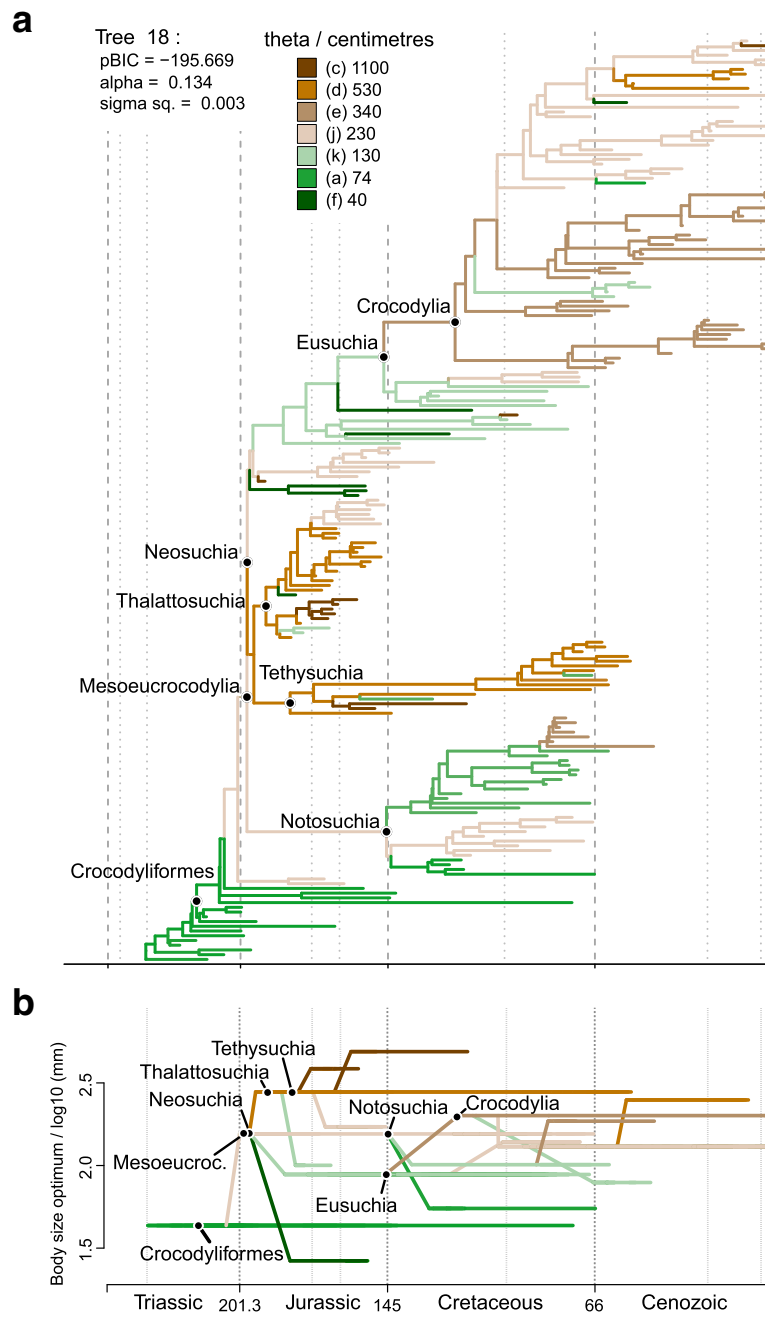 a
Tree 18 :
pBIC = −195.669
alpha = 0.134
sigma sq. = 0.003
theta / centimetres
(c) 1100
(d) 530
(e) 340
(j) 230
(k) 130
(a) 74
(f) 40
Crocodylia
Eusuchia
Neosuchia
Thalattosuchia
Tethysuchia
Mesoeucrocodylia
Notosuchia
Crocodyliformes
b
Body size optimum / log10 (mm)
2.5
2.0
1.5
Tethysuchia
Thalattosuchia
Neosuchia
Notosuchia
Crocodylia
Mesoeucroc.
Eusuchia
Crocodyliformes
Triassic 201.3 Jurassic 145 Cretaceous 66 Cenozoic